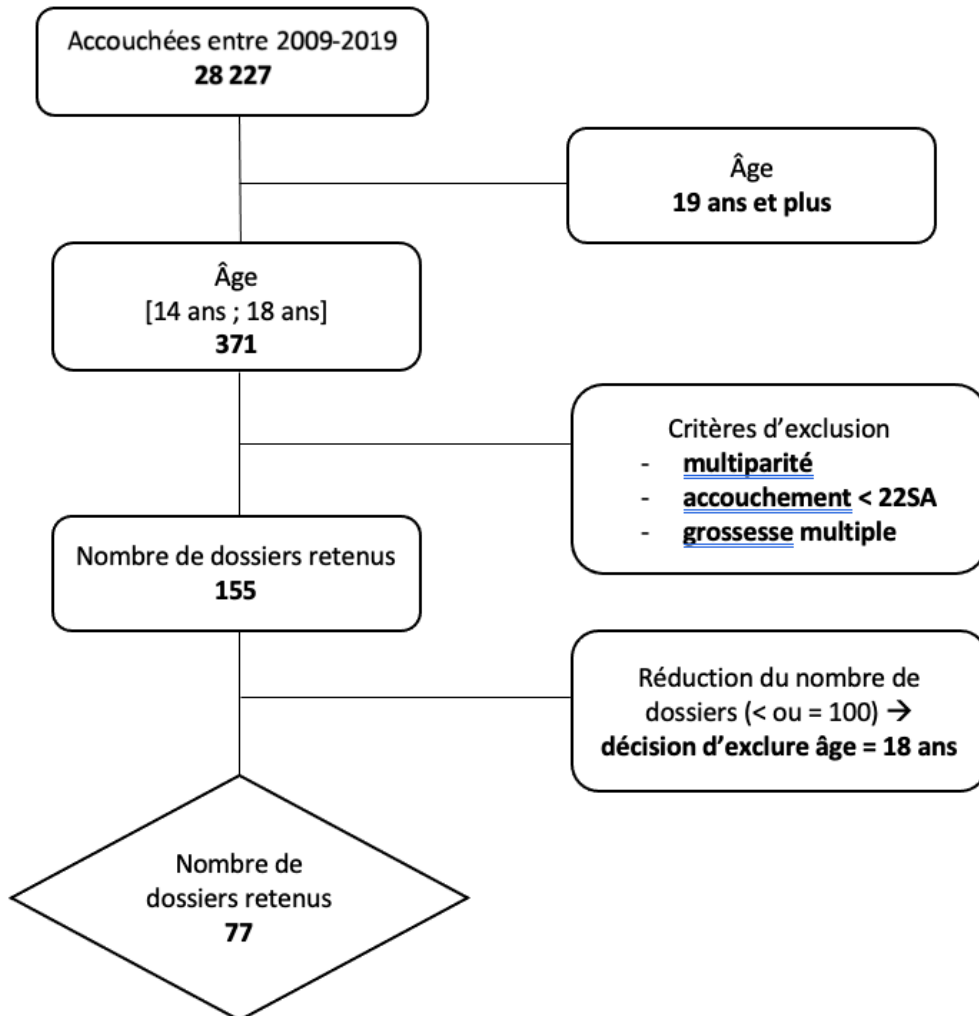 Accouchées entre 2009-2019
28 227
Âge
19 ans et plus
Âge
[14 ans ; 18 ans]
371
Critères d’exclusion
- multiparité
- accouchement < 22SA
- grossesse multiple
Nombre de dossiers retenus
155
Réduction du nombre de
dossiers (< ou = 100) →
décision d’exclure âge = 18 ans
Nombre de
dossiers retenus
77